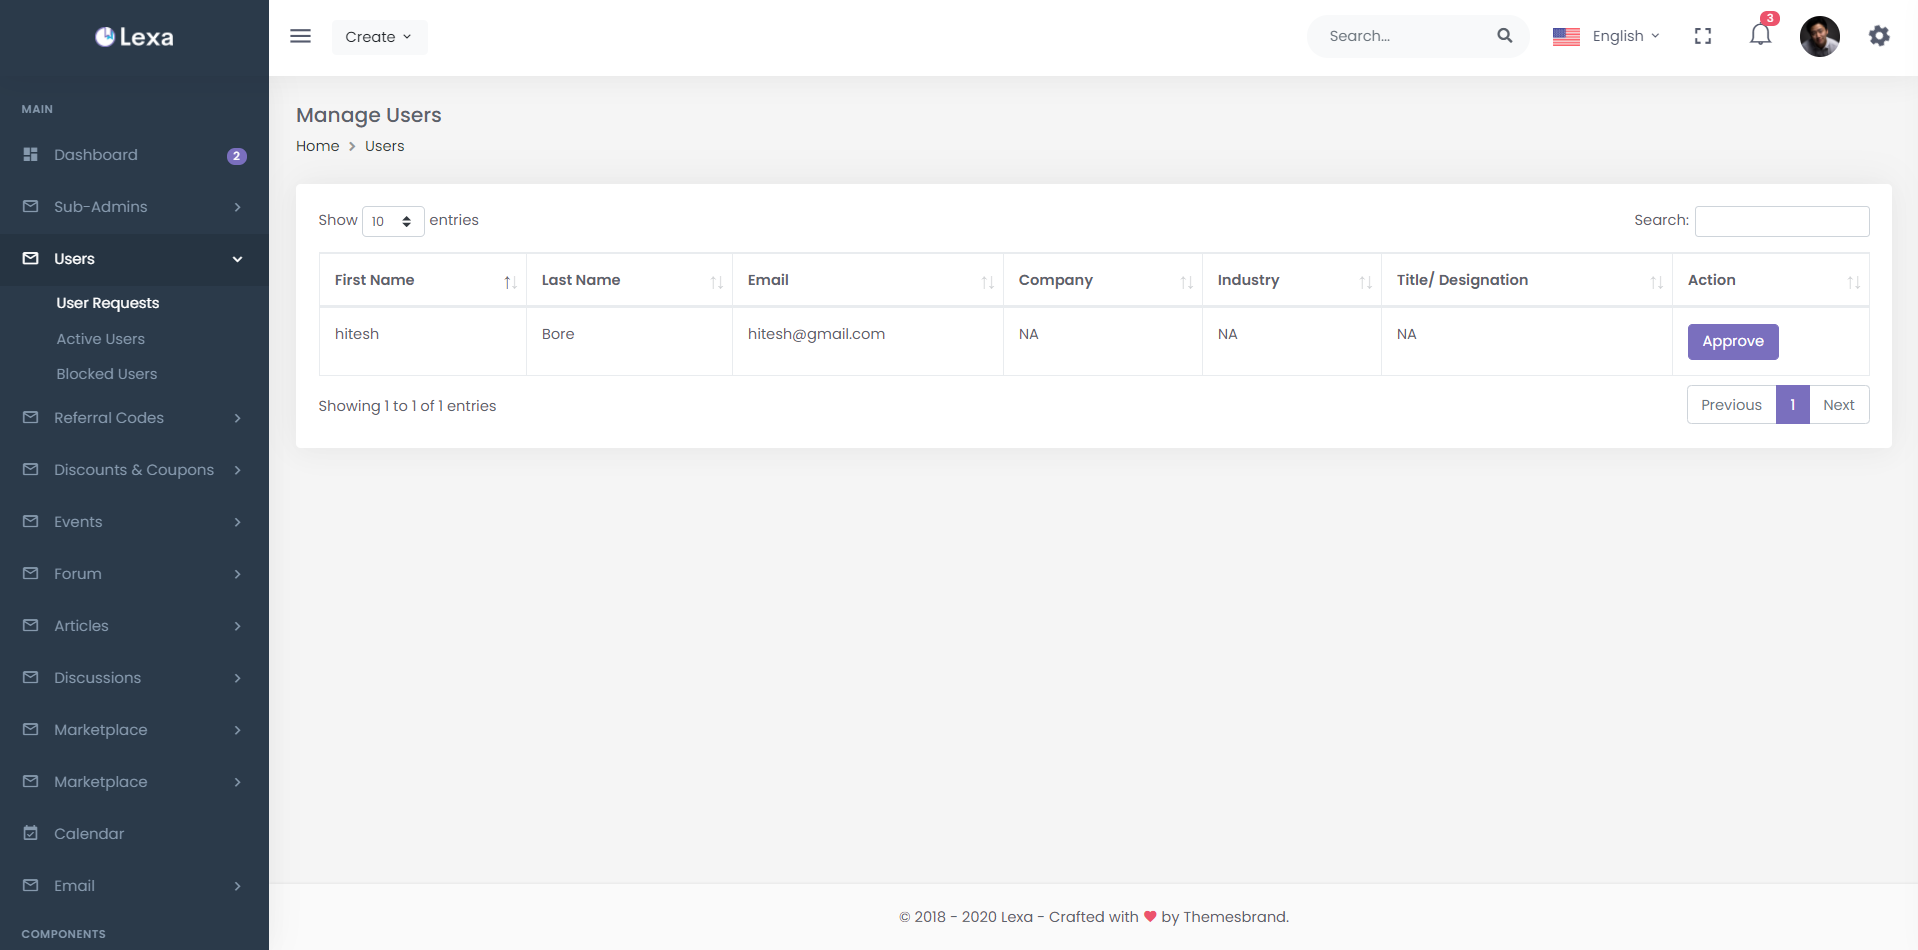 Lexa
Create
Search...
English
3
MAIN
Dashboard
2
Sub-Admins
Users
User Requests
Active Users
Blocked Users
Referral Codes
Discounts & Coupons
Events
Forum
Articles
Discussions
Marketplace
Marketplace
Calendar
Email
COMPONENTS
Manage Users
Home > Users
Show 10 entries
Search:
First Name Last Name Email Company Industry Title/ Designation Action
hitesh Bore hitesh@gmail.com NA NA NA Approve
Showing 1 to 1 of 1 entries
Previous 1 Next
© 2018 - 2020 Lexa - Crafted with ❤ by Themesbrand.